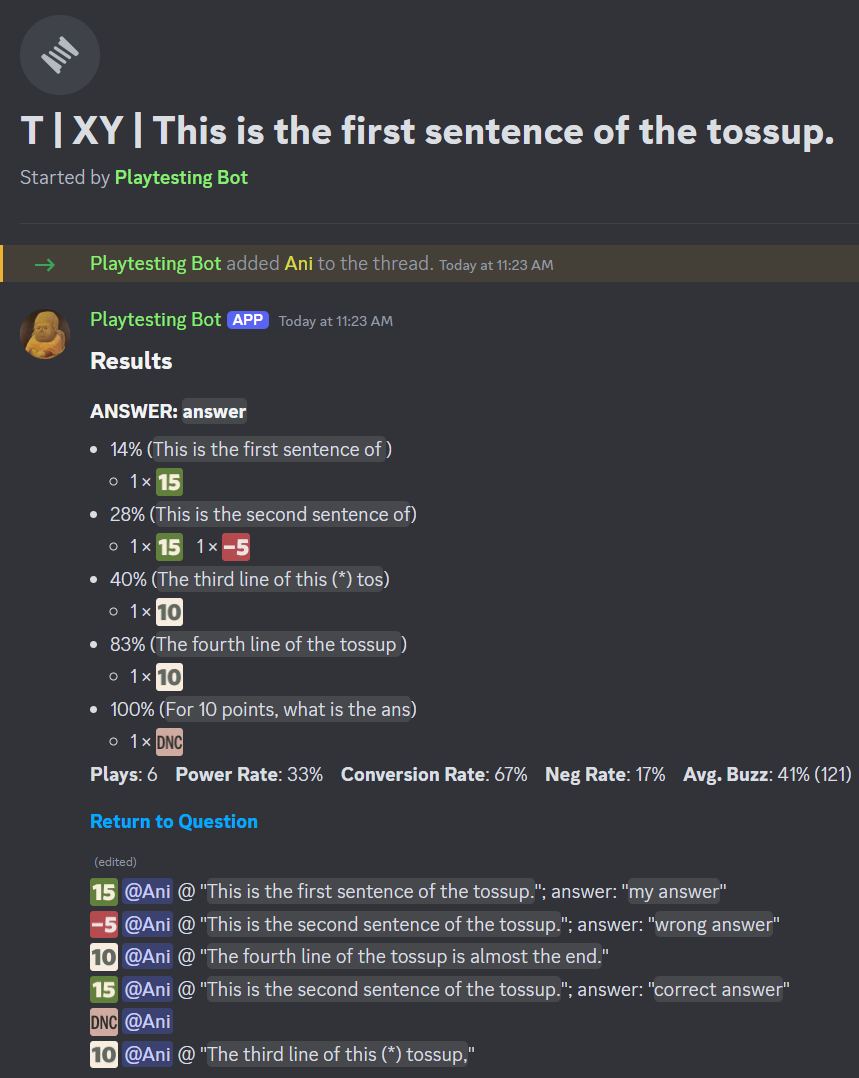 T | XY | This is the first sentence of the tossup.
Started by Playtesting Bot
Playtesting Bot added Ani to the thread. Today at 11:23 AM
Playtesting Bot APP Today at 11:23 AM
Results
ANSWER: answer
• 14% (This is the first sentence of )
◦ 1 × 15
• 28% (This is the second sentence of)
◦ 1 × 15 1 × -5
• 40% (The third line of this (*) tos)
◦ 1 × 10
• 83% (The fourth line of the tossup )
◦ 1 × 10
• 100% (For 10 points, what is the ans)
◦ 1 × DNC
Plays: 6 Power Rate: 33% Conversion Rate: 67% Neg Rate: 17% Avg. Buzz: 41% (121)
Return to Question
(edited)
15 @Ani @ "This is the first sentence of the tossup."; answer: "my answer"
-5 @Ani @ "This is the second sentence of the tossup."; answer: "wrong answer"
10 @Ani @ "The fourth line of the tossup is almost the end."
15 @Ani @ "This is the second sentence of the tossup."; answer: "correct answer"
DNC @Ani
10 @Ani @ "The third line of this (*) tossup,"